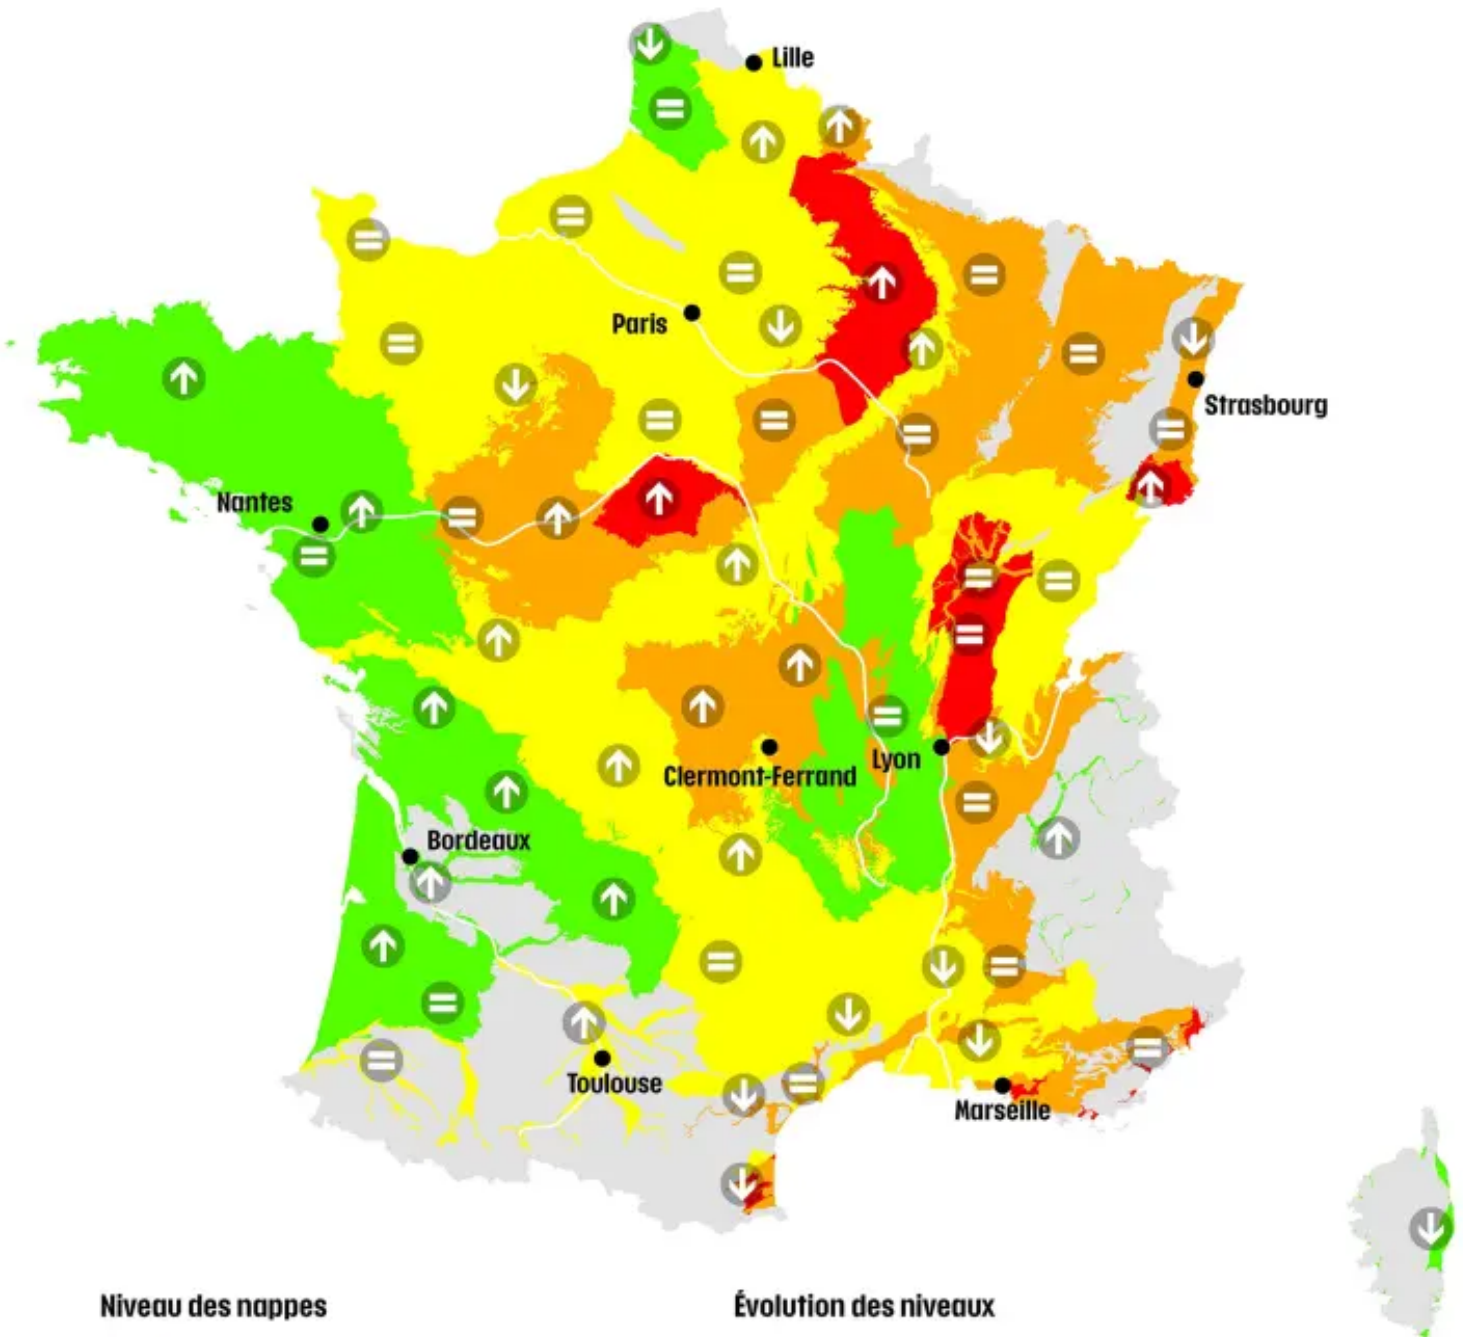 Lille
Paris
Strasbourg
Nantes
Lyon
Clermont-Ferrand
Bordeaux
Toulouse
Marseille
Niveau des nappes
Évolution des niveaux